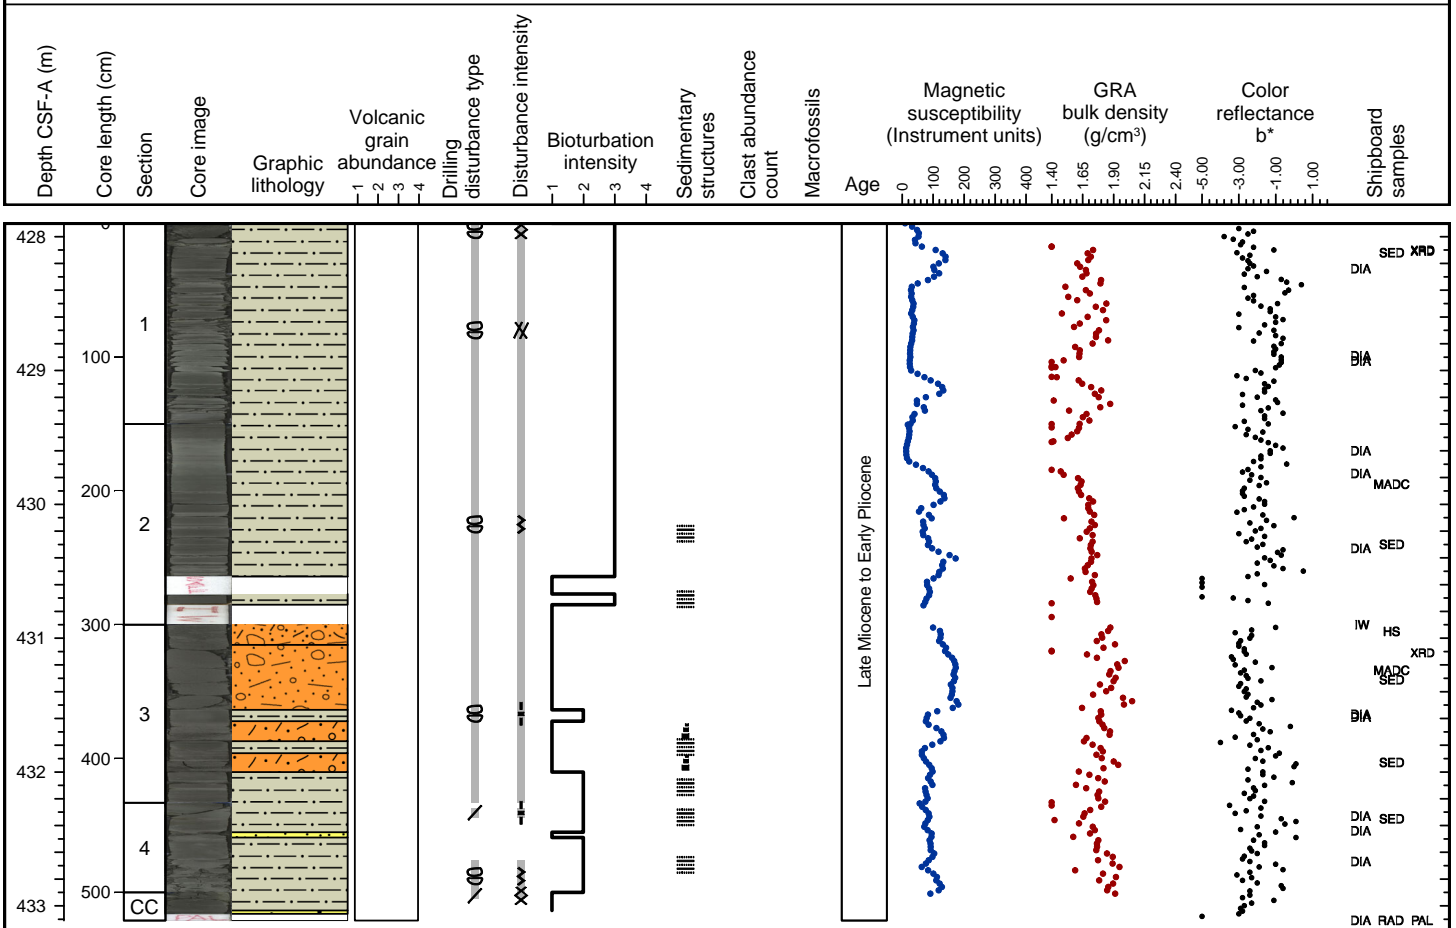 Depth CSF-A (m)
Core length (cm)
Section
Core image
Graphic
lithology
Volcanic
grain
abundance
1 2 3 4
Drilling
disturbance type
Disturbance intensity
Bioturbation
intensity
1 2 3 4
Sedimentary
structures
Clast abundance
count
Macrofossils
Age
Magnetic
susceptibility
(Instrument units)
0 100 200 300 400
GRA
bulk density
(g/cm³)
1.40 1.65 1.90 2.15 2.40
Color
reflectance
b*
-5.00 -3.00 -1.00 1.00
Shipboard
samples
428
429
430
431
432
433
0
100
200
300
400
500
1
2
3
4
CC
PAL
Late Miocene to Early Pliocene
SED XRD
DIA
DIA
DIA
DIA
DIA
MADC
DIA SED
IW
HS
XRD
MADC
SED
DIA
DIA
SED
DIA SED
DIA
DIA
DIA RAD PAL